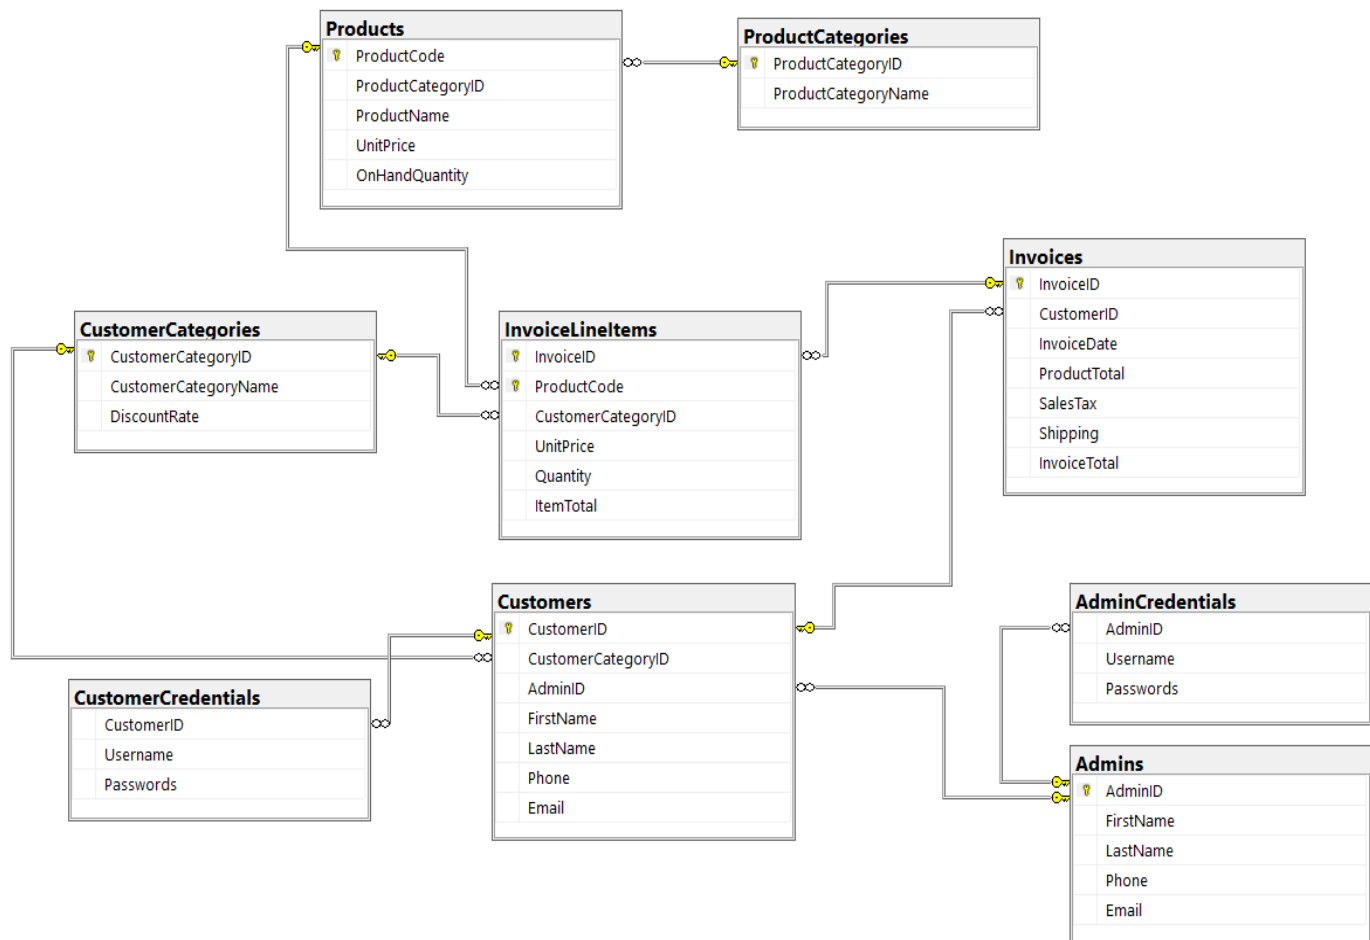 Products
ProductCode
ProductCategoryID
ProductName
UnitPrice
OnHandQuantity
ProductCategories
ProductCategoryID
ProductCategoryName
Invoices
InvoiceID
CustomerID
InvoiceDate
ProductTotal
SalesTax
Shipping
InvoiceTotal
CustomerCategories
CustomerCategoryID
CustomerCategoryName
DiscountRate
InvoiceLineItems
InvoiceID
ProductCode
CustomerCategoryID
UnitPrice
Quantity
ItemTotal
Customers
CustomerID
CustomerCategoryID
AdminID
FirstName
LastName
Phone
Email
AdminCredentials
AdminID
Username
Passwords
CustomerCredentials
CustomerID
Username
Passwords
Admins
AdminID
FirstName
LastName
Phone
Email